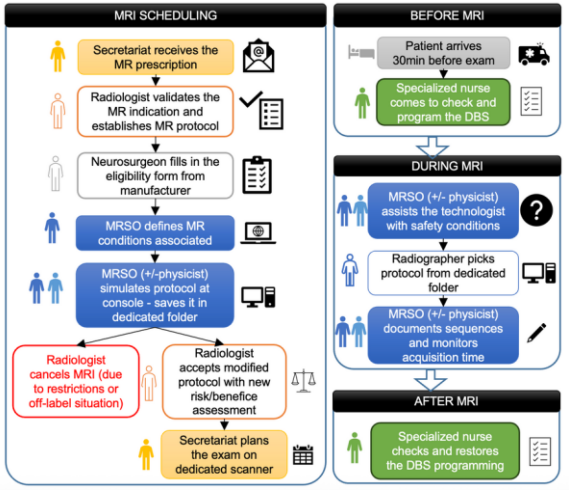 MRI SCHEDULING
Secretariat receives the
MR prescription
Radiologist validates the
MR indication and
establishes MR protocol
Neurosurgeon fills in the
eligibility form from
manufacturer
MRSO defines MR
conditions associated
MRSO (+/-physicist)
simulates protocol at
console - saves it in
dedicated folder
Radiologist
cancels MRI (due
to restrictions or
off-label situation)
Radiologist
accepts modified
protocol with new
risk/benefice
assessment
Secretariat plans
the exam on
dedicated scanner
BEFORE MRI
Patient arrives
30min before exam
Specialized nurse
comes to check and
program the DBS
DURING MRI
MRSO (+/- physicist)
assists the technologist
with safety conditions
?
Radiographer picks
protocol from dedicated
folder
MRSO (+/- physicist)
documents sequences
and monitors
acquisition time
AFTER MRI
Specialized nurse
checks and restores
the DBS programming